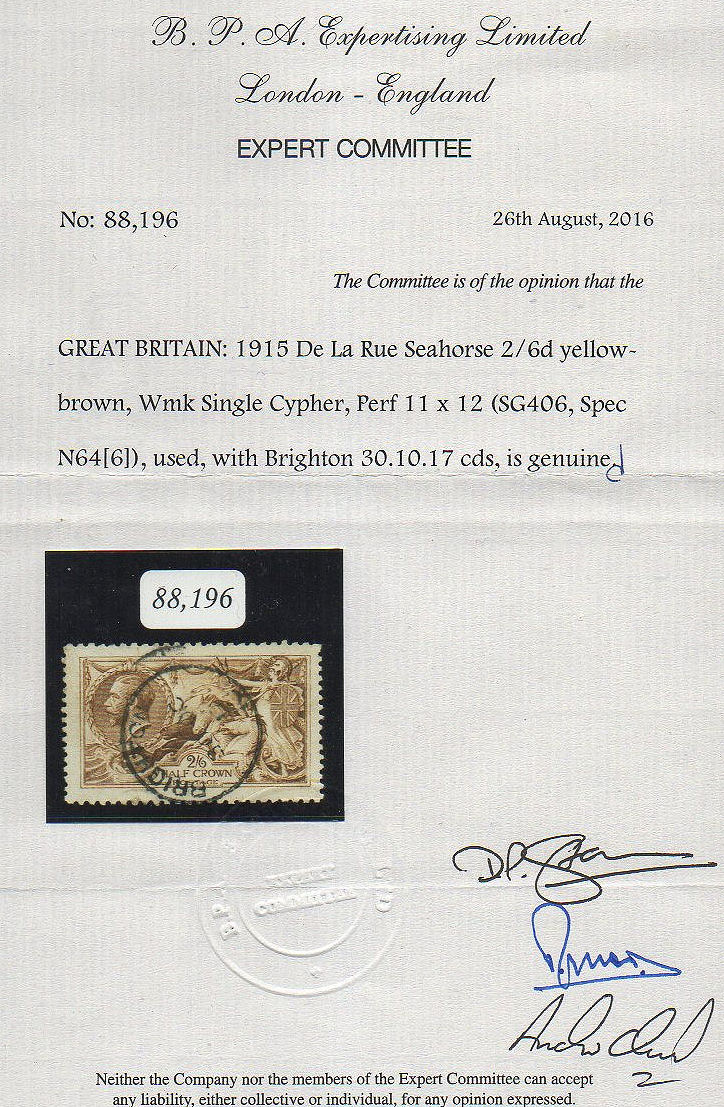 B. P. A. Expertising Limited
London - England
EXPERT COMMITTEE
No: 88,196 26th August, 2016
The Committee is of the opinion that the
GREAT BRITAIN: 1915 De La Rue Seahorse 2/6d yellow-
brown, Wmk Single Cypher, Perf 11 x 12 (SG406, Spec
N64[6]), used, with Brighton 30.10.17 cds, is genuine
88,196
2/6
HALF CROWN
BRIGHTON
D.P.
COMMITTEE
Neither the Company nor the members of the Expert Committee can accept
any liability, either collective or individual, for any opinion expressed.